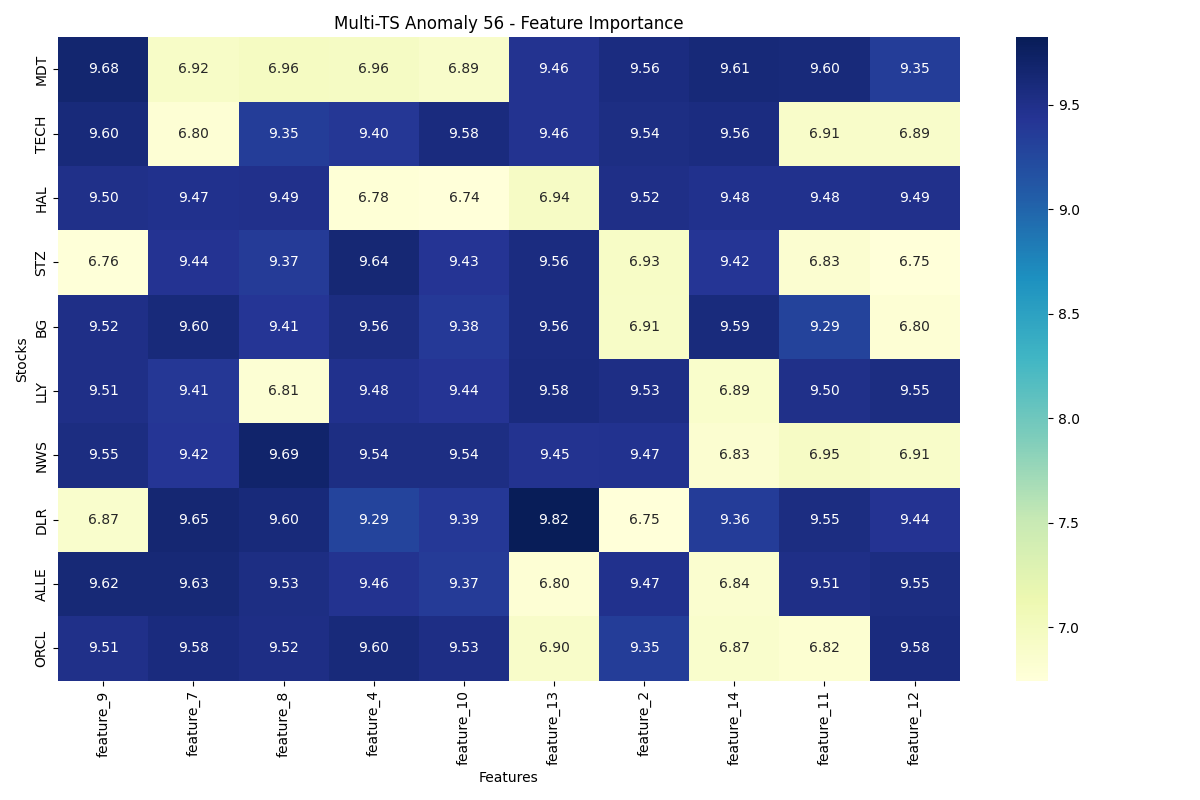 Multi-TS Anomaly 56 - Feature Importance
MDT 9.68 6.92 6.96 6.96 6.89 9.46 9.56 9.61 9.60 9.35
TECH 9.60 6.80 9.35 9.40 9.58 9.46 9.54 9.56 6.91 6.89
HAL 9.50 9.47 9.49 6.78 6.74 6.94 9.52 9.48 9.48 9.49
STZ 6.76 9.44 9.37 9.64 9.43 9.56 6.93 9.42 6.83 6.75
BG 9.52 9.60 9.41 9.56 9.38 9.56 6.91 9.59 9.29 6.80
LLY 9.51 9.41 6.81 9.48 9.44 9.58 9.53 6.89 9.50 9.55
NWS 9.55 9.42 9.69 9.54 9.54 9.45 9.47 6.83 6.95 6.91
DLR 6.87 9.65 9.60 9.29 9.39 9.82 6.75 9.36 9.55 9.44
ALLE 9.62 9.63 9.53 9.46 9.37 6.80 9.47 6.84 9.51 9.55
ORCL 9.51 9.58 9.52 9.60 9.53 6.90 9.35 6.87 6.82 9.58
Stocks
feature_9 feature_7 feature_8 feature_4 feature_10 feature_13 feature_2 feature_14 feature_11 feature_12
Features
9.5
9.0
8.5
8.0
7.5
7.0